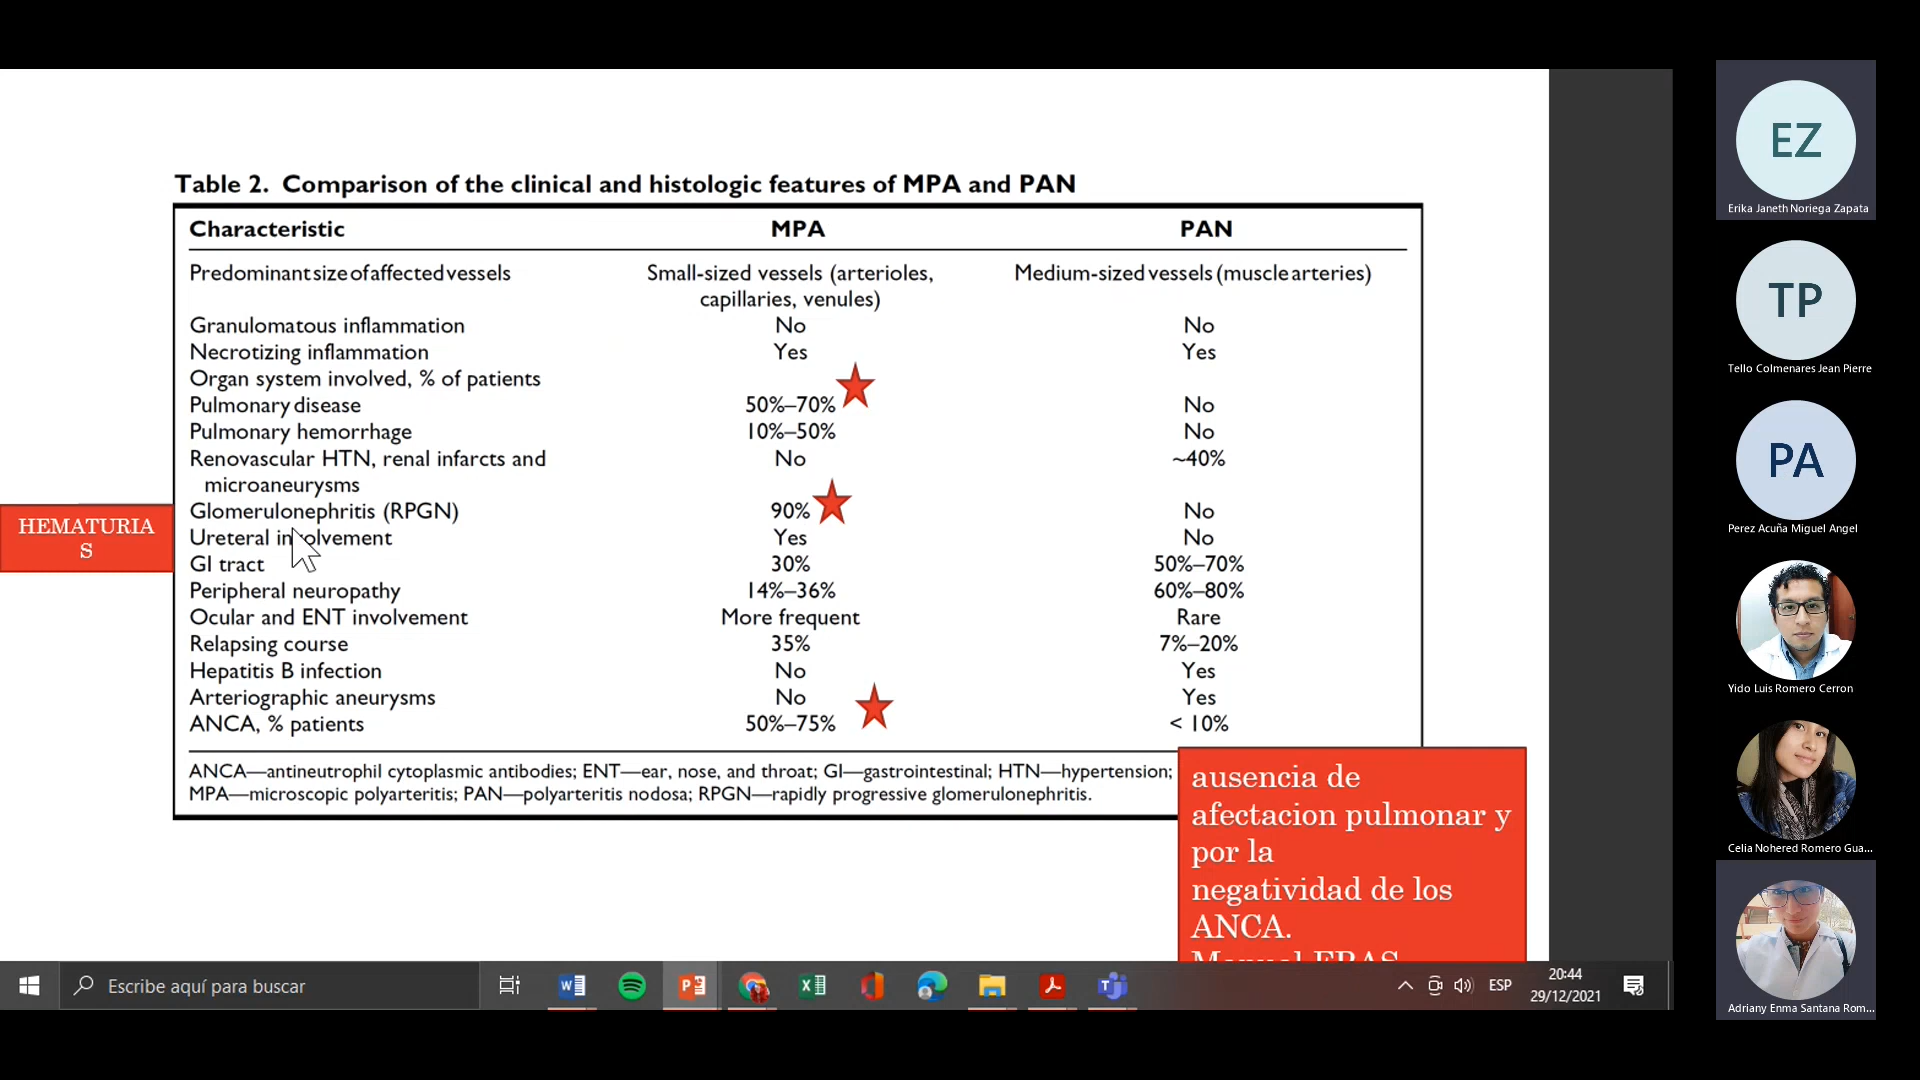 Table 2. Comparison of the clinical and histologic features of MPA and PAN
Characteristic MPA PAN
Predominant size of affected vessels Small-sized vessels (arterioles, Medium-sized vessels (muscle arteries)
capillaries, venules)
Granulomatous inflammation No No
Necrotizing inflammation Yes Yes
Organ system involved, % of patients
Pulmonary disease 50%–70% No
Pulmonary hemorrhage 10%–50% No
Renovascular HTN, renal infarcts and No ~40%
microaneurysms
Glomerulonephritis (RPGN) 90% No
Ureteral involvement Yes No
GI tract 30% 50%–70%
Peripheral neuropathy 14%–36% 60%–80%
Ocular and ENT involvement More frequent Rare
Relapsing course 35% 7%–20%
Hepatitis B infection No Yes
Arteriographic aneurysms No Yes
ANCA, % patients 50%–75% < 10%
ANCA—antineutrophil cytoplasmic antibodies; ENT—ear, nose, and throat; GI—gastrointestinal; HTN—hypertension;
MPA—microscopic polyarteritis; PAN—polyarteritis nodosa; RPGN—rapidly progressive glomerulonephritis.
HEMATURIA
S
ausencia de
afectacion pulmonar y
por la
negatividad de los
ANCA.
Manual EBAS
Escribe aquí para buscar
ESP
20:44
29/12/2021
EZ
Erika Janeth Noriega Zapata
TP
Tello Colmenares Jean Pierre
PA
Perez Acuña Miguel Angel
Yido Luis Romero Cerron
Celia Nohered Romero Gua...
Adriany Enma Santana Rom...